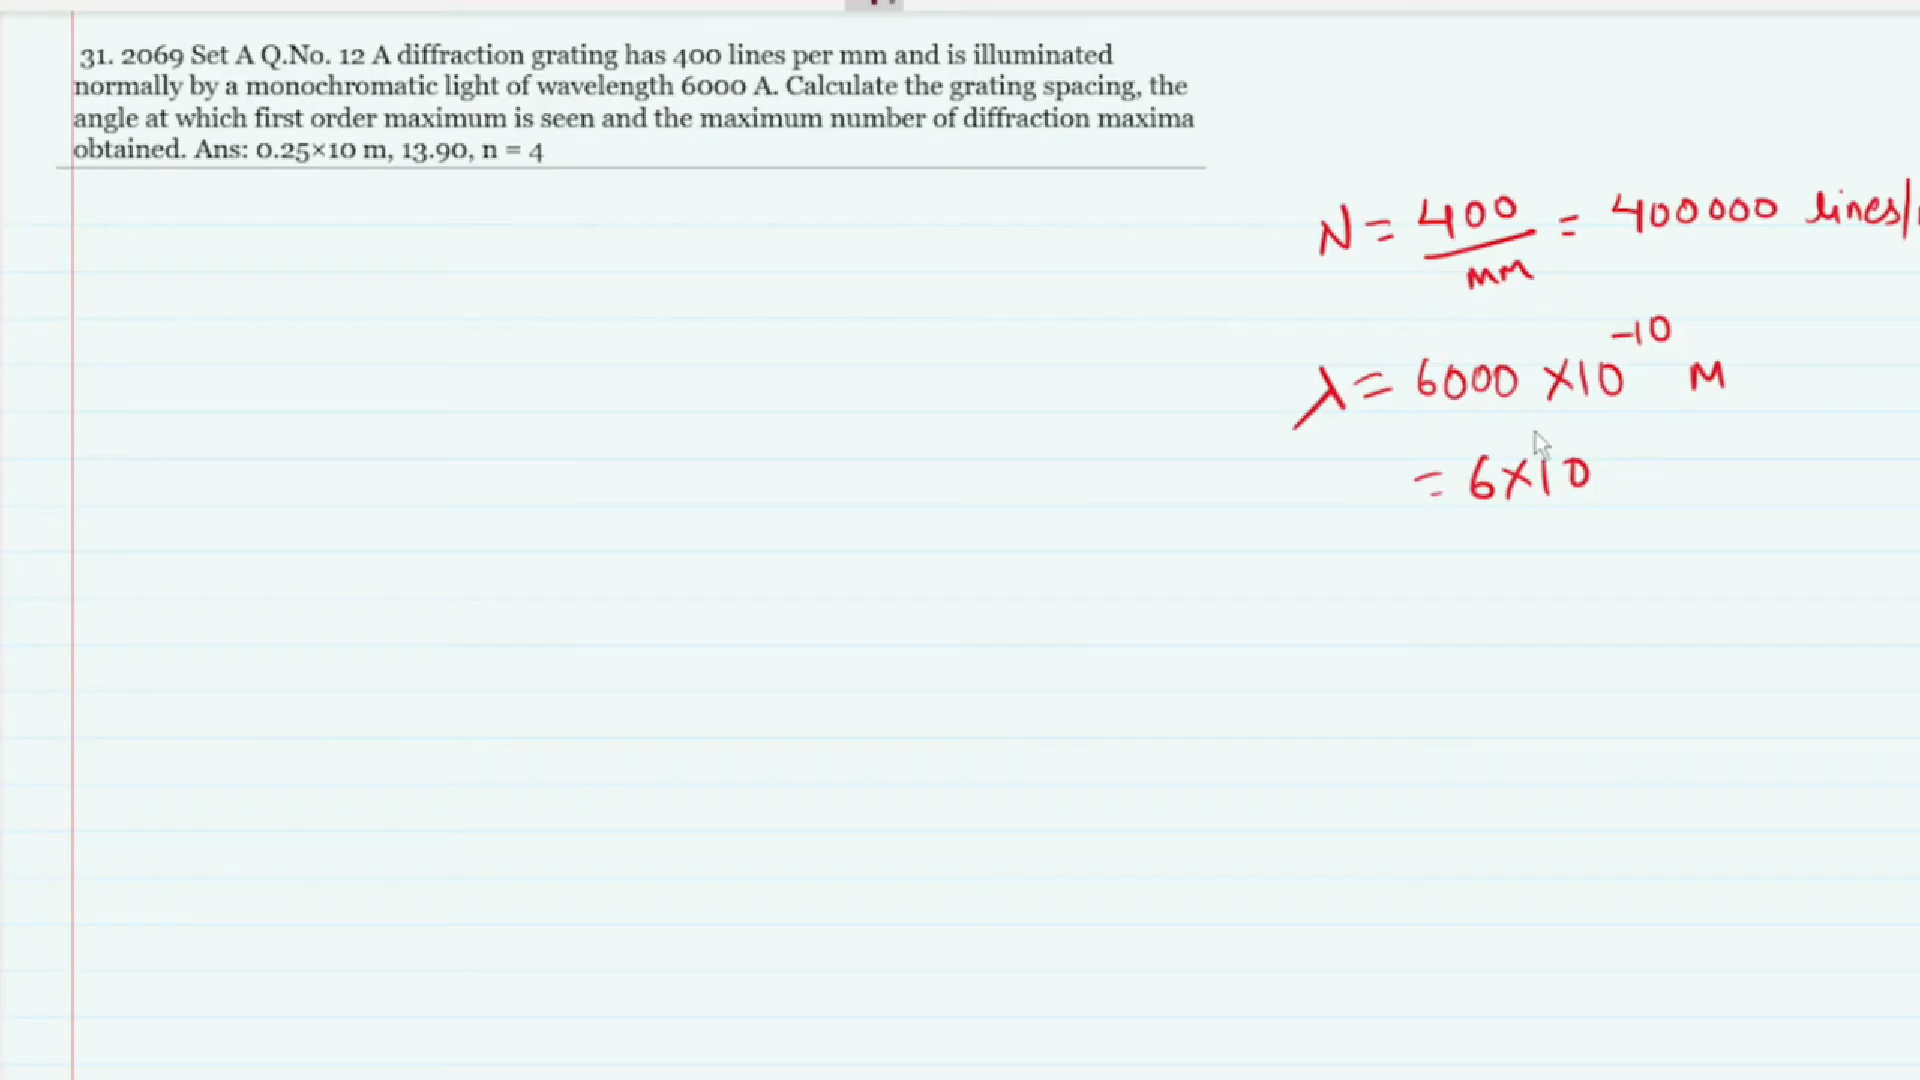 31. 2069 Set A Q.No. 12 A diffraction grating has 400 lines per mm and is illuminated
normally by a monochromatic light of wavelength 6000 A. Calculate the grating spacing, the
angle at which first order maximum is seen and the maximum number of diffraction maxima
obtained. Ans: 0.25×10 m, 13.90, n = 4
N = 400/mm = 400000 lines/
λ = 6000 ×10⁻¹⁰ m
= 6×10